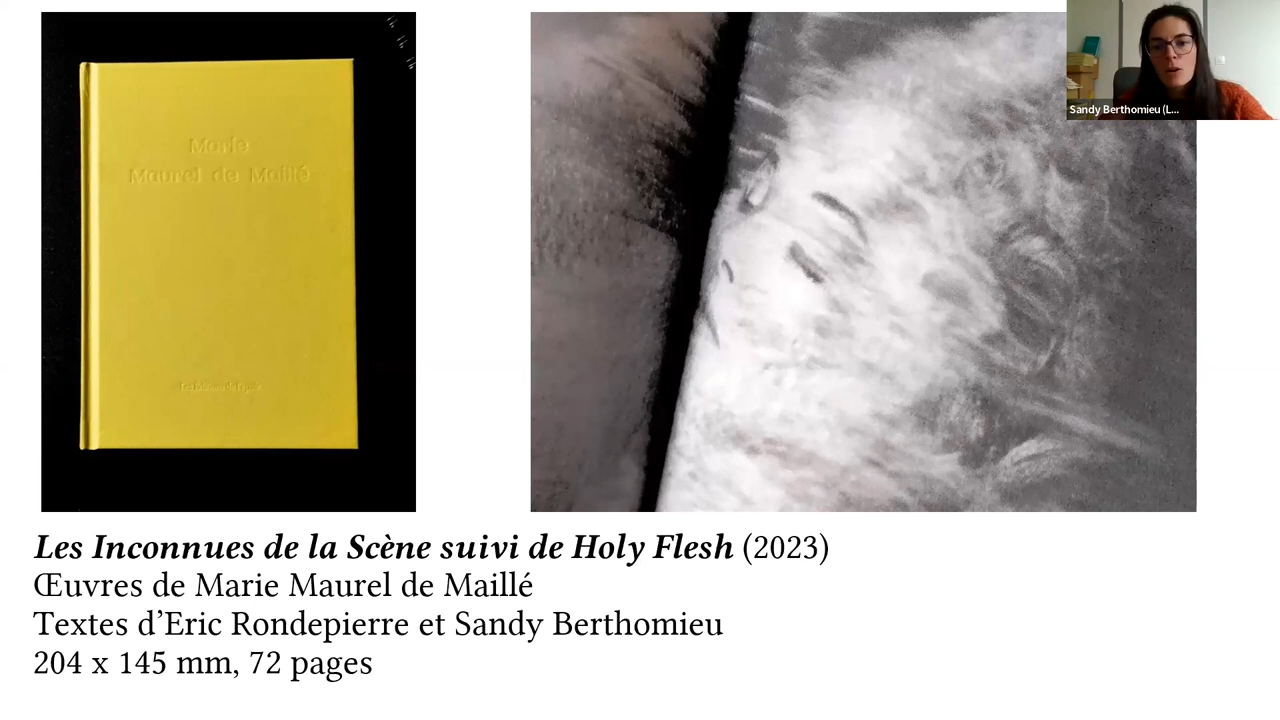 Marie
Maurel de Maillé
Sandy Berthomieu (L...
Les Inconnues de la Scène suivi de Holy Flesh (2023)
Œuvres de Marie Maurel de Maillé
Textes d’Eric Rondepierre et Sandy Berthomieu
204 x 145 mm, 72 pages